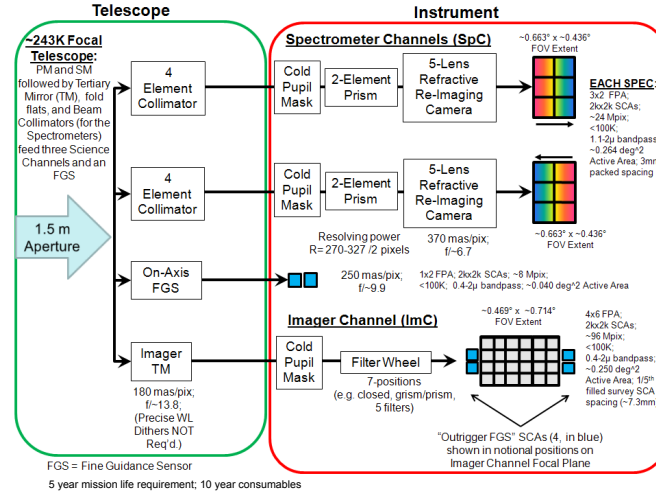 Telescope
Instrument
~243K Focal
Telescope:
PM and SM
followed by Tertiary
Mirror (TM), fold
flats, and Beam
Collimators (for the
Spectrometers)
feed three Science
Channels and an
FGS
1.5 m
Aperture
4
Element
Collimator
4
Element
Collimator
On-Axis
FGS
Imager
TM
180 mas/pix;
f/~13.8;
(Precise WL
Dithers NOT
Req'd.)
Spectrometer Channels (SpC)
Cold
Pupil
Mask
2-Element
Prism
5-Lens
Refractive
Re-Imaging
Camera
~0.663° x ~0.436°
FOV Extent
EACH SPEC:
3x2 FPA;
2kx2k SCAs;
~24 Mpix;
<100K;
1.1-2µ bandpass;
~0.264 deg^2
Active Area; 3mm
packed spacing
Cold
Pupil
Mask
2-Element
Prism
5-Lens
Refractive
Re-Imaging
Camera
~0.663° x ~0.436°
FOV Extent
Resolving power
R= 270-327 /2 pixels
370 mas/pix;
f/~6.7
250 mas/pix;
f/~9.9
1x2 FPA; 2kx2k SCAs; ~8 Mpix;
<100K; 0.4-2µ bandpass; ~0.040 deg^2 Active Area
Imager Channel (ImC)
Cold
Pupil
Mask
Filter Wheel
7-positions
(e.g. closed, grism/prism,
5 filters)
~0.469° x ~0.714°
FOV Extent
4x6 FPA;
2kx2k SCAs;
~96 Mpix;
<100K;
0.4-2µ bandpass;
~0.250 deg^2
Active Area; 1/5th
filled survey SCA
spacing (~7.3mm)
"Outrigger FGS" SCAs (4, in blue)
shown in notional positions on
Imager Channel Focal Plane
FGS = Fine Guidance Sensor
5 year mission life requirement; 10 year consumables